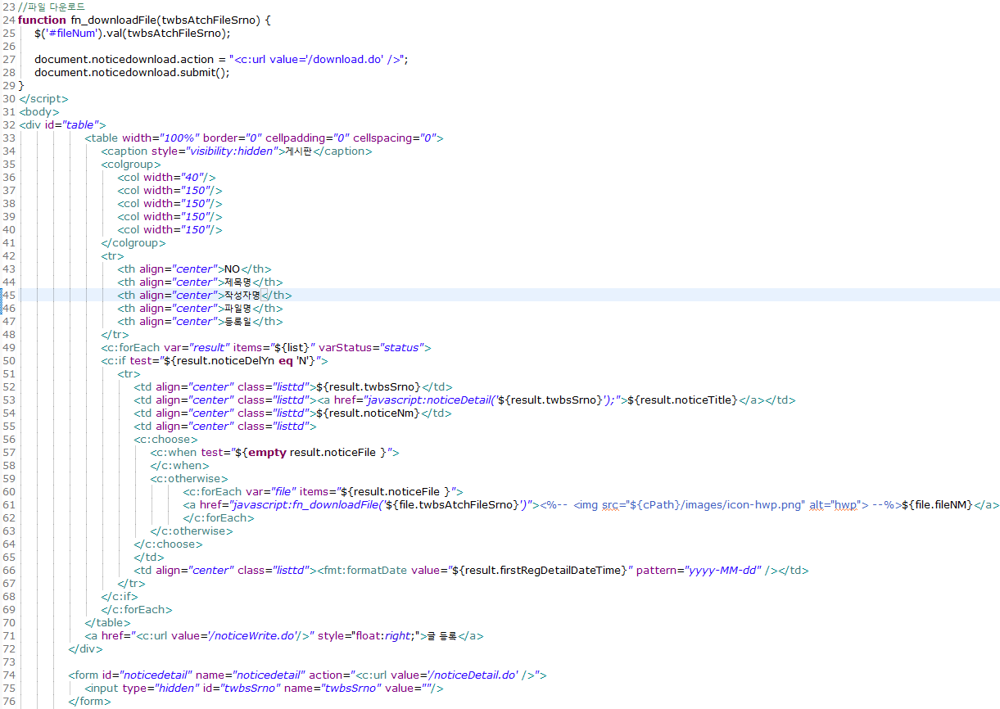 23 //파일 다운로드
24 function fn_downloadFile(twbsAtchFileSrno) {
25 $('#fileNum').val(twbsAtchFileSrno);
26
27 document.noticedownload.action = "<c:url value='/download.do' />";
28 document.noticedownload.submit();
29 }
30 </script>
31 <body>
32 <div id="table">
33 <table width="100%" border="0" cellpadding="0" cellspacing="0">
34 <caption style="visibility:hidden">게시판</caption>
35 <colgroup>
36 <col width="40"/>
37 <col width="150"/>
38 <col width="150"/>
39 <col width="150"/>
40 <col width="150"/>
41 </colgroup>
42 <tr>
43 <th align="center">NO</th>
44 <th align="center">제목명</th>
45 <th align="center">작성자명</th>
46 <th align="center">파일명</th>
47 <th align="center">등록일</th>
48 </tr>
49 <c:forEach var="result" items="${list}" varStatus="status">
50 <c:if test="${result.noticeDelYn eq 'N'}">
51 <tr>
52 <td align="center" class="listtd">${result.twbsSrno}</td>
53 <td align="center" class="listtd"><a href="javascript:noticeDetail('${result.twbsSrno}');">${result.noticeTitle}</a></td>
54 <td align="center" class="listtd">${result.noticeNm}</td>
55 <td align="center" class="listtd">
56 <c:choose>
57 <c:when test="${empty result.noticeFile }">
58 </c:when>
59 <c:otherwise>
60 <c:forEach var="file" items="${result.noticeFile }">
61 <a href="javascript:fn_downloadFile('${file.twbsAtchFileSrno}')"><%-- <img src="${cPath}/images/icon-hwp.png" alt="hwp"> --%>${file.fileNM}</a>
62 </c:forEach>
63 </c:otherwise>
64 </c:choose>
65 </td>
66 <td align="center" class="listtd"><fmt:formatDate value="${result.firstRegDetailDateTime}" pattern="yyyy-MM-dd" /></td>
67 </tr>
68 </c:if>
69 </c:forEach>
70 </table>
71 <a href="<c:url value='/noticeWrite.do'/>" style="float:right;">글 등록</a>
72 </div>
73
74 <form id="noticedetail" name="noticedetail" action="<c:url value='/noticeDetail.do' />">
75 <input type="hidden" id="twbsSrno" name="twbsSrno" value=""/>
76 </form>